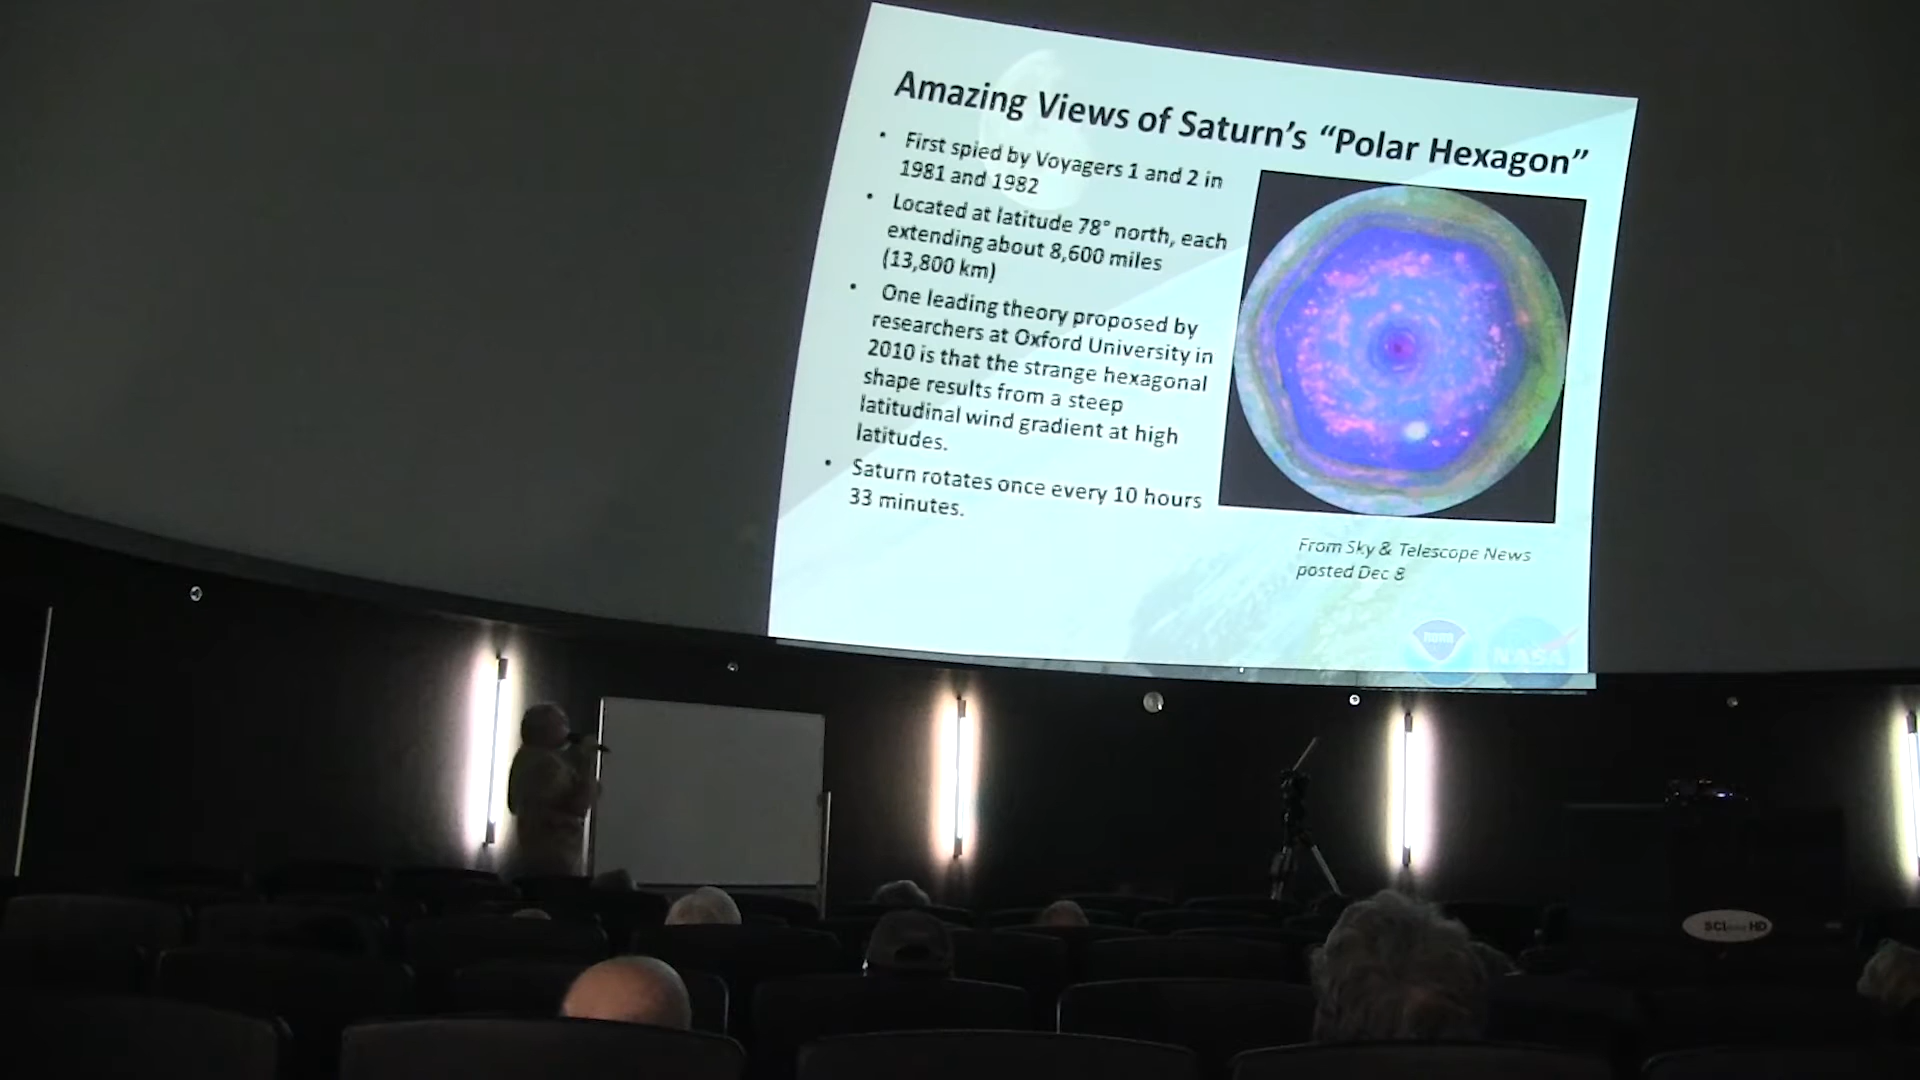 Amazing Views of Saturn's “Polar Hexagon”
• First spied by Voyagers 1 and 2 in
1981 and 1982
• Located at latitude 78° north, each
extending about 8,600 miles
(13,800 km)
• One leading theory proposed by
researchers at Oxford University in
2010 is that the strange hexagonal
shape results from a steep
latitudinal wind gradient at high
latitudes.
• Saturn rotates once every 10 hours
33 minutes.
From Sky & Telescope News
posted Dec 8
noaa
NASA
SCI HD